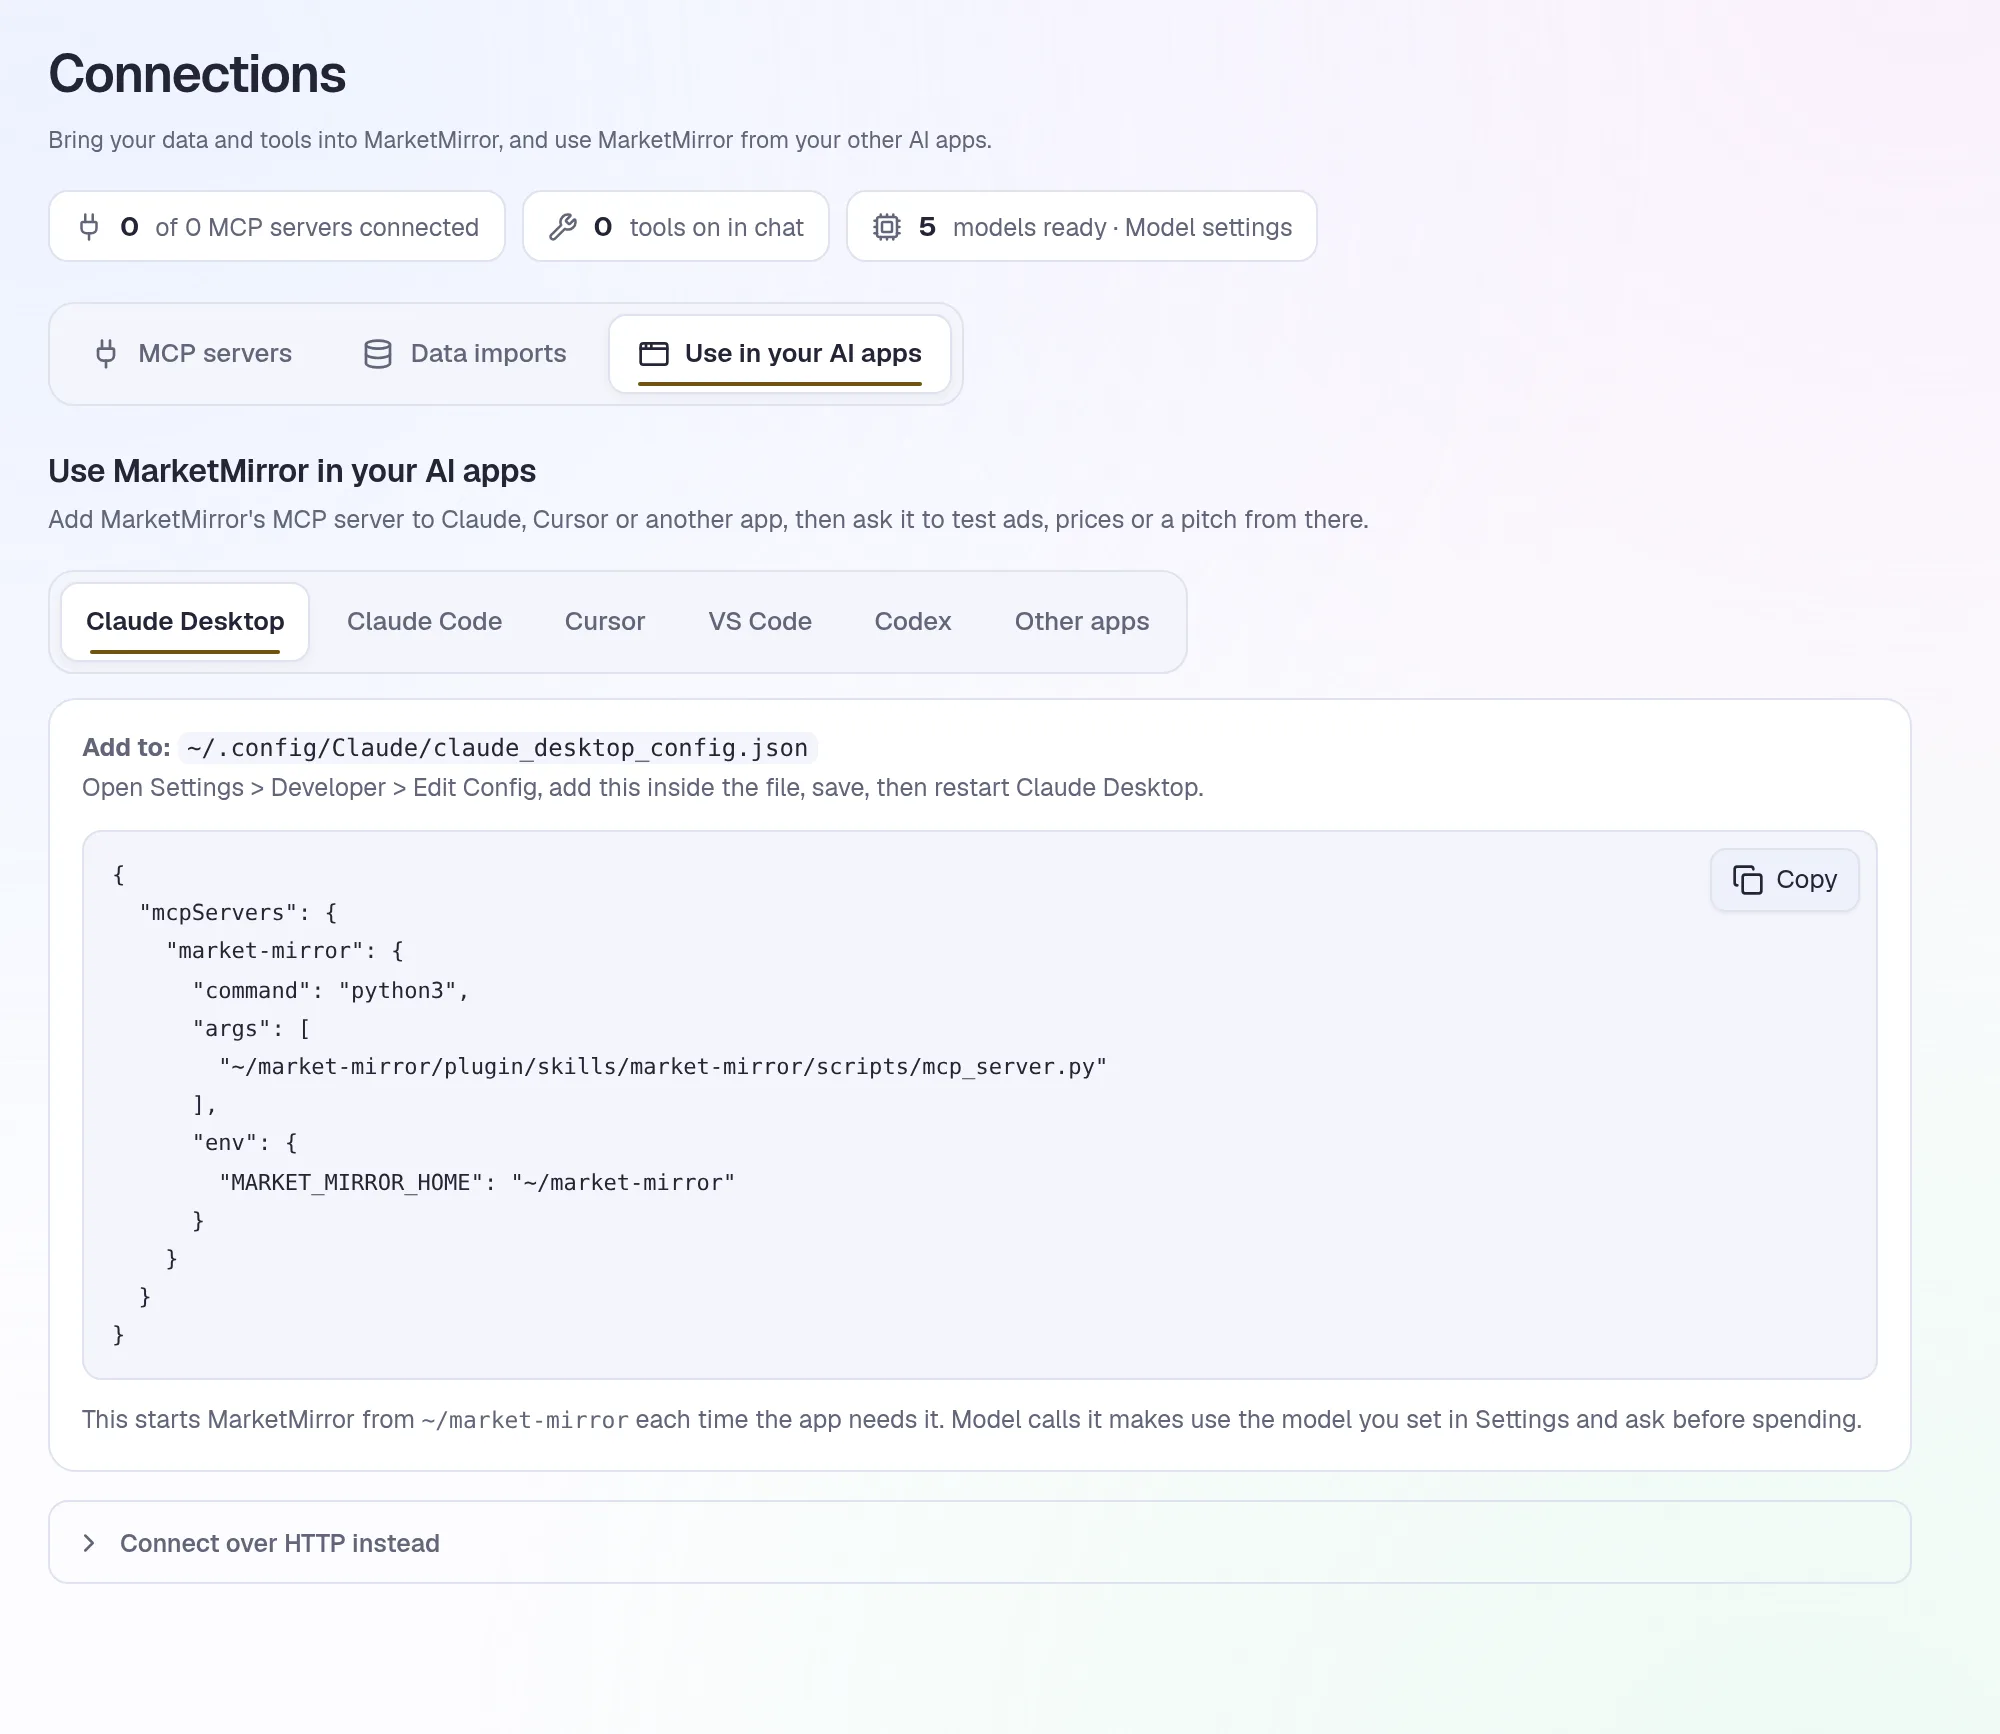 Connections
Bring your data and tools into MarketMirror, and use MarketMirror from your other AI apps.
0 of 0 MCP servers connected
0 tools on in chat
5 models ready · Model settings
MCP servers
Data imports
Use in your AI apps
Use MarketMirror in your AI apps
Add MarketMirror's MCP server to Claude, Cursor or another app, then ask it to test ads, prices or a pitch from there.
Claude Desktop
Claude Code
Cursor
VS Code
Codex
Other apps
Add to: ~/.config/Claude/claude_desktop_config.json
Open Settings > Developer > Edit Config, add this inside the file, save, then restart Claude Desktop.
Copy
{
  "mcpServers": {
    "market-mirror": {
      "command": "python3",
      "args": [
        "~/market-mirror/plugin/skills/market-mirror/scripts/mcp_server.py"
      ],
      "env": {
        "MARKET_MIRROR_HOME": "~/market-mirror"
      }
    }
  }
}
This starts MarketMirror from ~/market-mirror each time the app needs it. Model calls it makes use the model you set in Settings and ask before spending.
Connect over HTTP instead